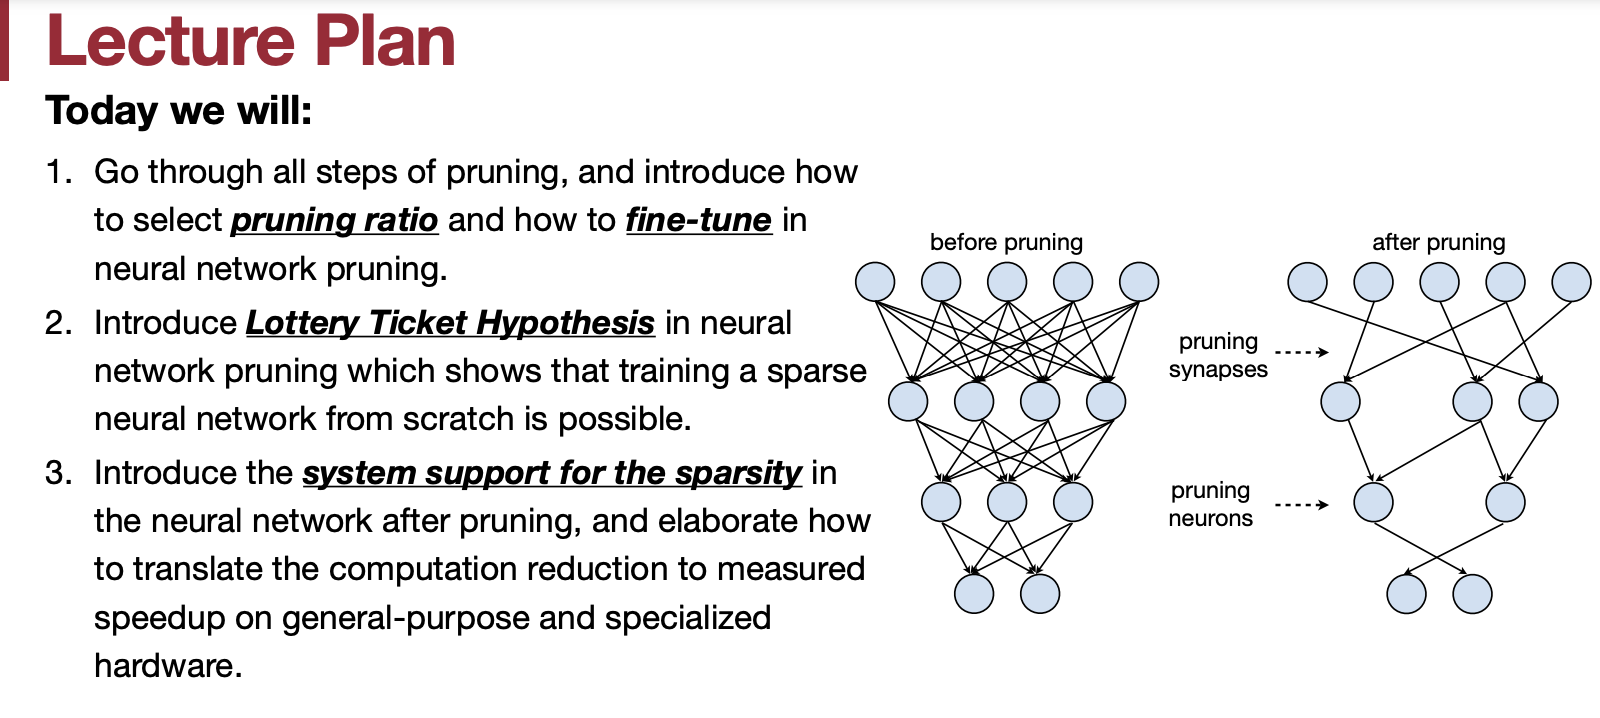 Lecture Plan
Today we will:
1. Go through all steps of pruning, and introduce how
to select pruning ratio and how to fine-tune in
neural network pruning.
2. Introduce Lottery Ticket Hypothesis in neural
network pruning which shows that training a sparse
neural network from scratch is possible.
3. Introduce the system support for the sparsity in
the neural network after pruning, and elaborate how
to translate the computation reduction to measured
speedup on general-purpose and specialized
hardware.
before pruning
after pruning
pruning
synapses
pruning
neurons